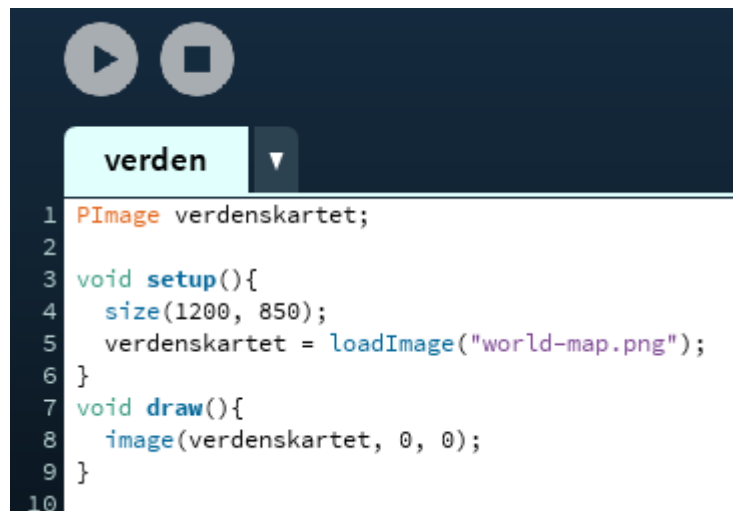 verden
1 PImage verdenskartet;
2
3 void setup(){
4   size(1200, 850);
5   verdenskartet = loadImage("world-map.png");
6 }
7 void draw(){
8   image(verdenskartet, 0, 0);
9 }
10